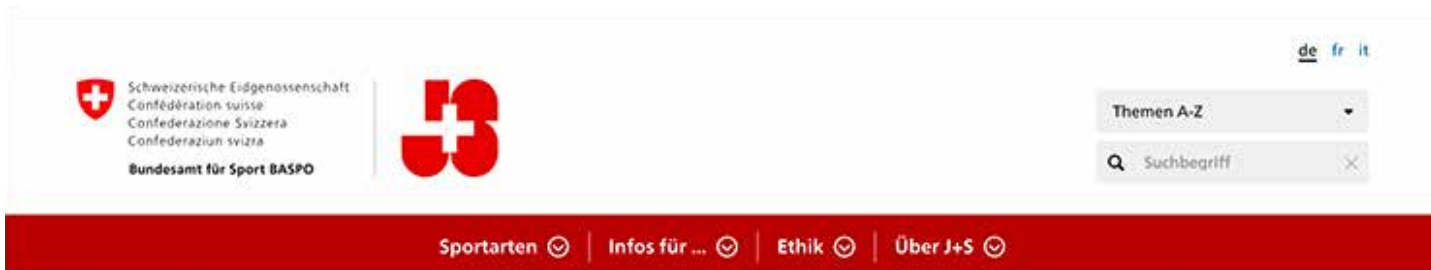 de fr it
Schweizerische Eidgenossenschaft
Confédération suisse
Confederazione Svizzera
Confederaziun svizra
Bundesamt für Sport BASPO
Themen A-Z
Suchbegriff
Sportarten
Infos für ...
Ethik
Über J+S